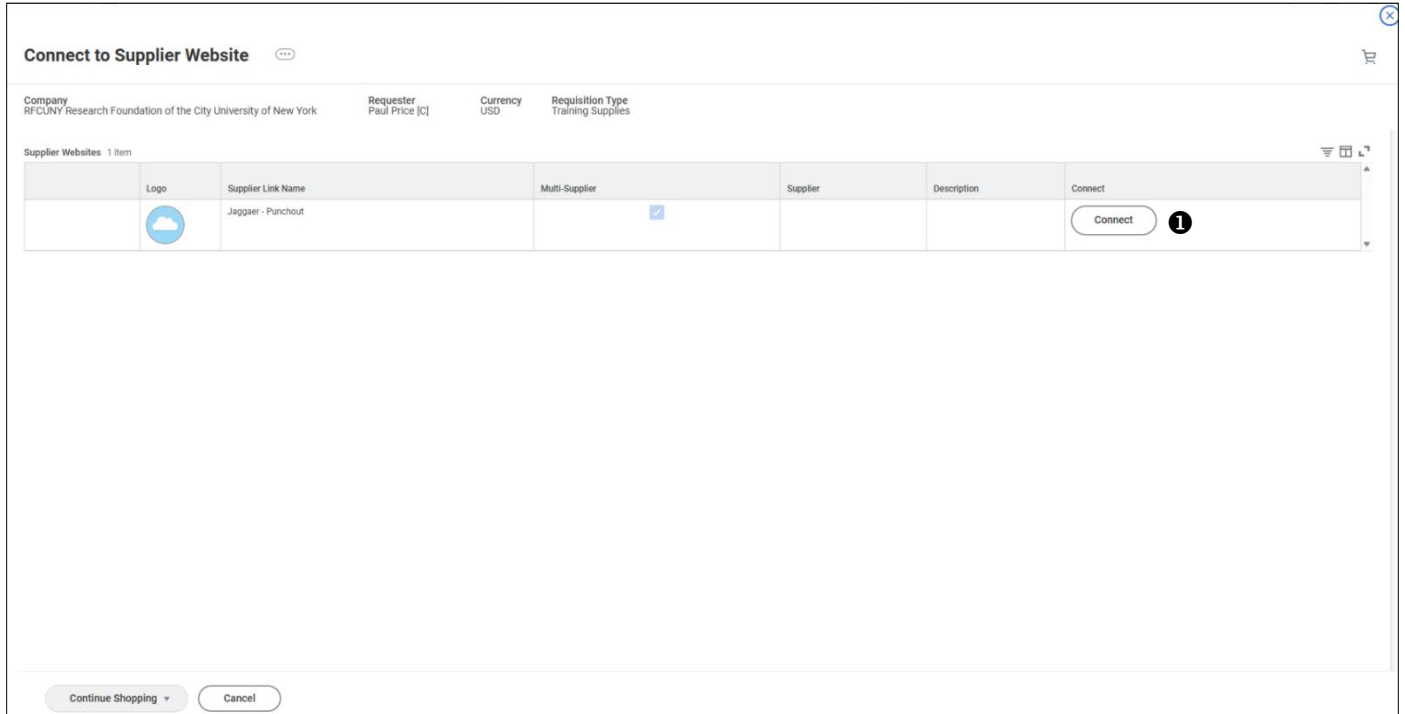 Connect to Supplier Website
Company Requester Currency Requisition Type
RFCUNY Research Foundation of the City University of New York Paul Price [C] USD Training Supplies
Supplier Websites 1 item
Logo Supplier Link Name Multi-Supplier Supplier Description Connect
Jaggaer - Punchout Connect ❶
Continue Shopping Cancel